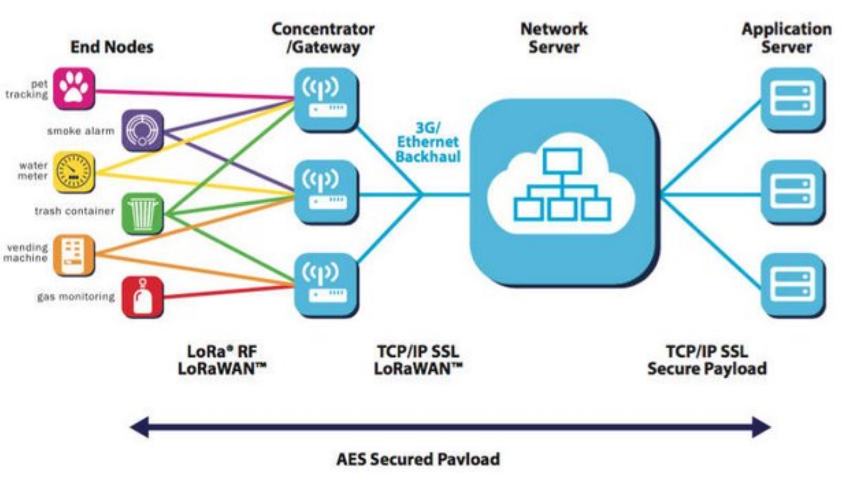 End Nodes
Concentrator
/Gateway
Network
Server
Application
Server
pet
tracking
smoke alarm
water
meter
trash container
vending
machine
gas monitoring
3G/
Ethernet
Backhaul
LoRa® RF
LoRaWAN™
TCP/IP SSL
LoRaWAN™
TCP/IP SSL
Secure Payload
AES Secured Payload